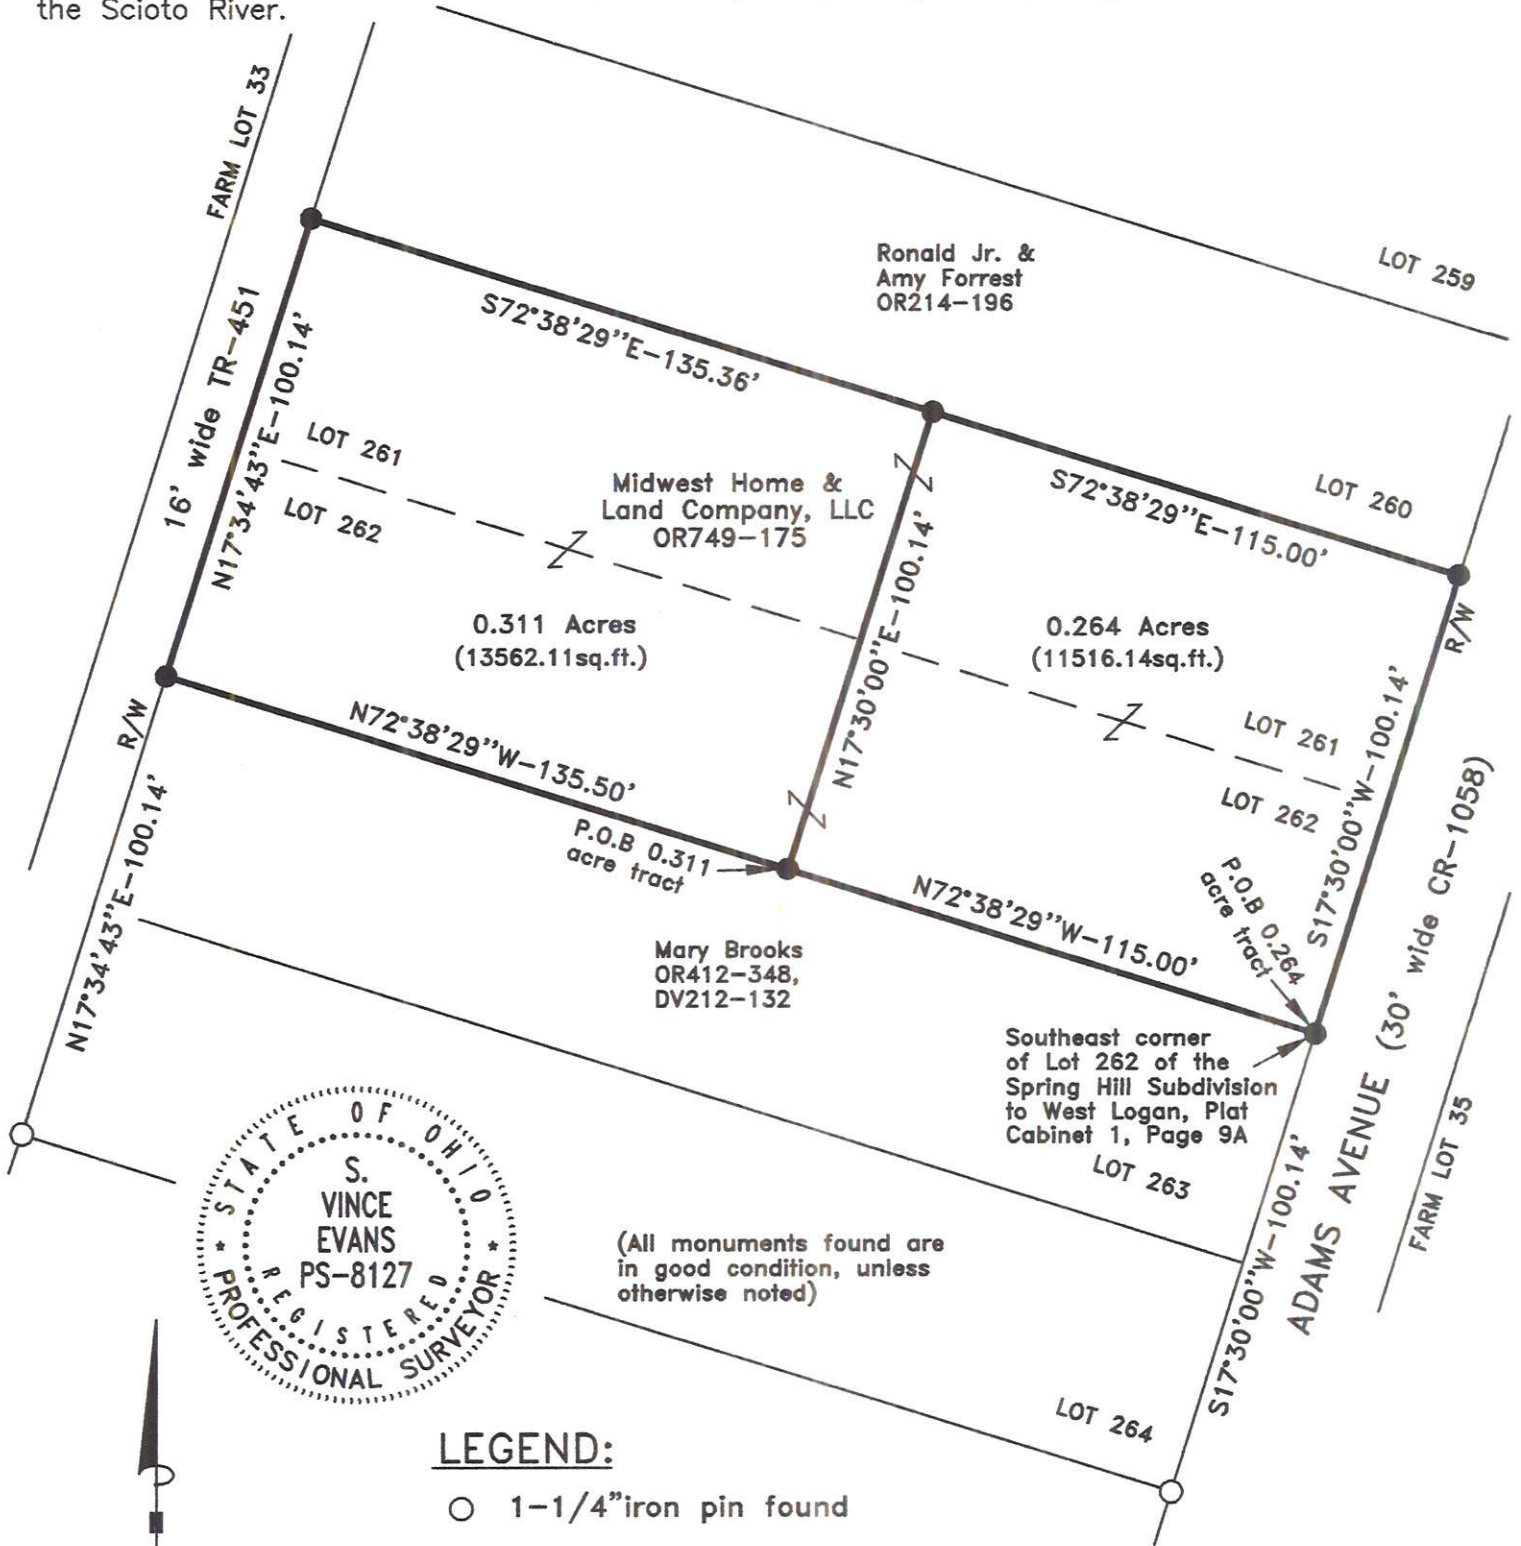 the Scioto River.
FARM LOT 33
LOT 259
Ronald Jr. &
Amy Forrest
OR214-196
16' wide TR-451
N17°34'43''E-100.14'
S72°38'29''E-135.36'
LOT 261
LOT 262
Midwest Home &
Land Company, LLC
OR749-175
S72°38'29''E-115.00'
LOT 260
R/W
0.311 Acres
(13562.11sq.ft.)
N17°30'00''E-100.14'
0.264 Acres
(11516.14sq.ft.)
LOT 261
LOT 262
S17°30'00''W-100.14'
R/W
N72°38'29''W-135.50'
P.O.B 0.311
acre tract
N72°38'29''W-115.00'
P.O.B 0.264
acre tract
ADAMS AVENUE (30' wide CR-1058)
N17°34'43''E-100.14'
Mary Brooks
OR412-348,
DV212-132
Southeast corner
of Lot 262 of the
Spring Hill Subdivision
to West Logan, Plat
Cabinet 1, Page 9A
LOT 263
FARM LOT 35
S17°30'00''W-100.14'
STATE OF OHIO
S.
VINCE
EVANS
PS-8127
REGISTERED
* PROFESSIONAL SURVEYOR *
(All monuments found are
in good condition, unless
otherwise noted)
LOT 264
LEGEND:
1-1/4"iron pin found